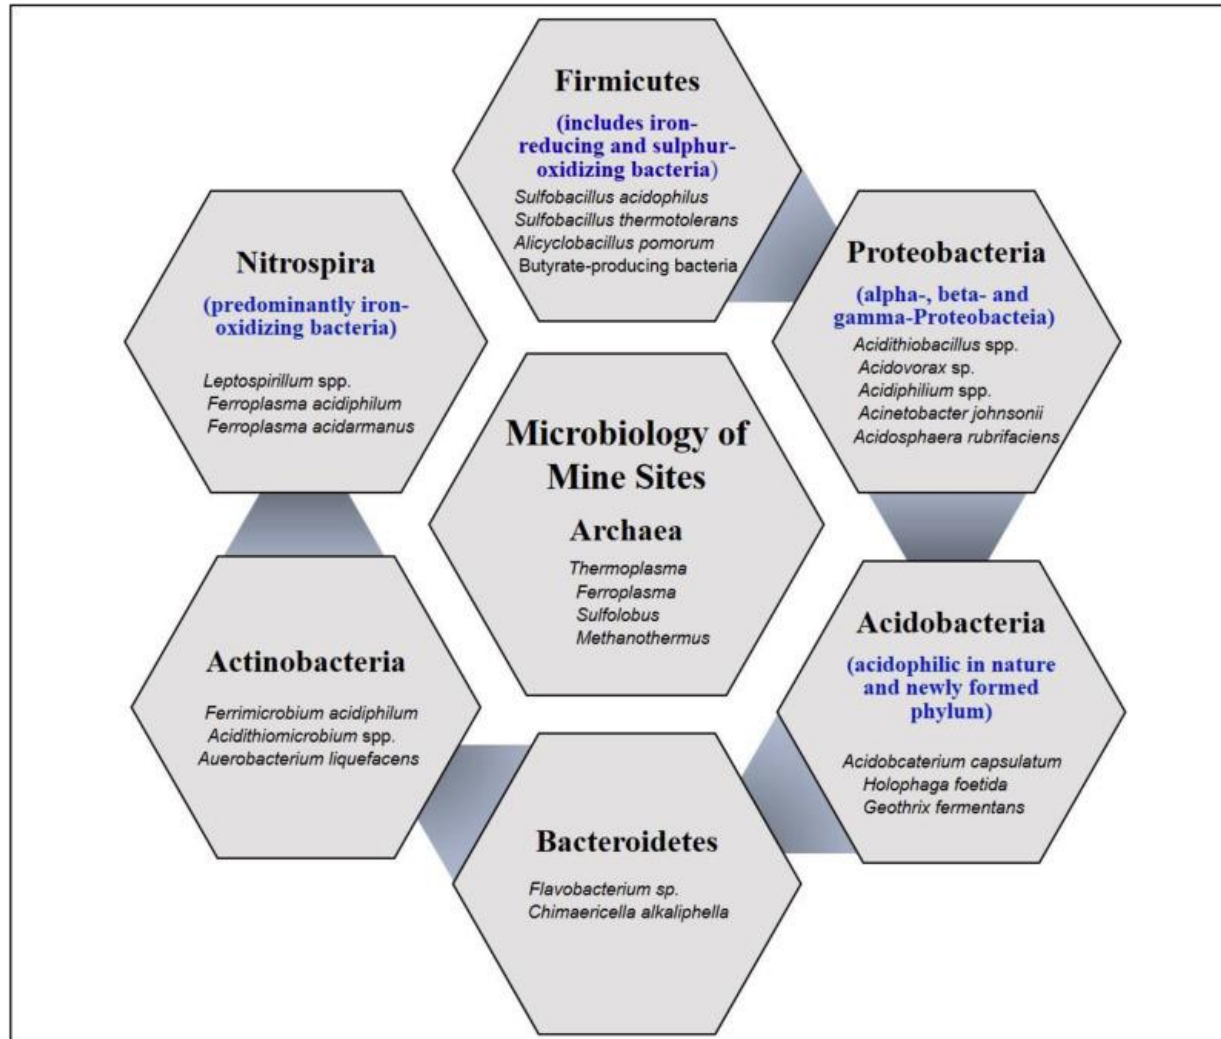 Firmicutes
(includes iron-
reducing and sulphur-
oxidizing bacteria)
Sulfobacillus acidophilus
Sulfobacillus thermotolerans
Alicyclobacillus pomorum
Butyrate-producing bacteria
Nitrospira
(predominantly iron-
oxidizing bacteria)
Leptospirillum spp.
Ferroplasma acidiphilum
Ferroplasma acidarmanus
Proteobacteria
(alpha-, beta- and
gamma-Proteobacteia)
Acidithiobacillus spp.
Acidovorax sp.
Acidiphilium spp.
Acinetobacter johnsonii
Acidosphaera rubrifaciens
Microbiology of
Mine Sites
Archaea
Thermoplasma
Ferroplasma
Sulfolobus
Methanothermus
Actinobacteria
Ferrimicrobium acidiphilum
Acidithiomicrobium spp.
Auerobacterium liquefacens
Acidobacteria
(acidophilic in nature
and newly formed
phylum)
Acidobcaterium capsulatum
Holophaga foetida
Geothrix fermentans
Bacteroidetes
Flavobacterium sp.
Chimaericella alkaliphella